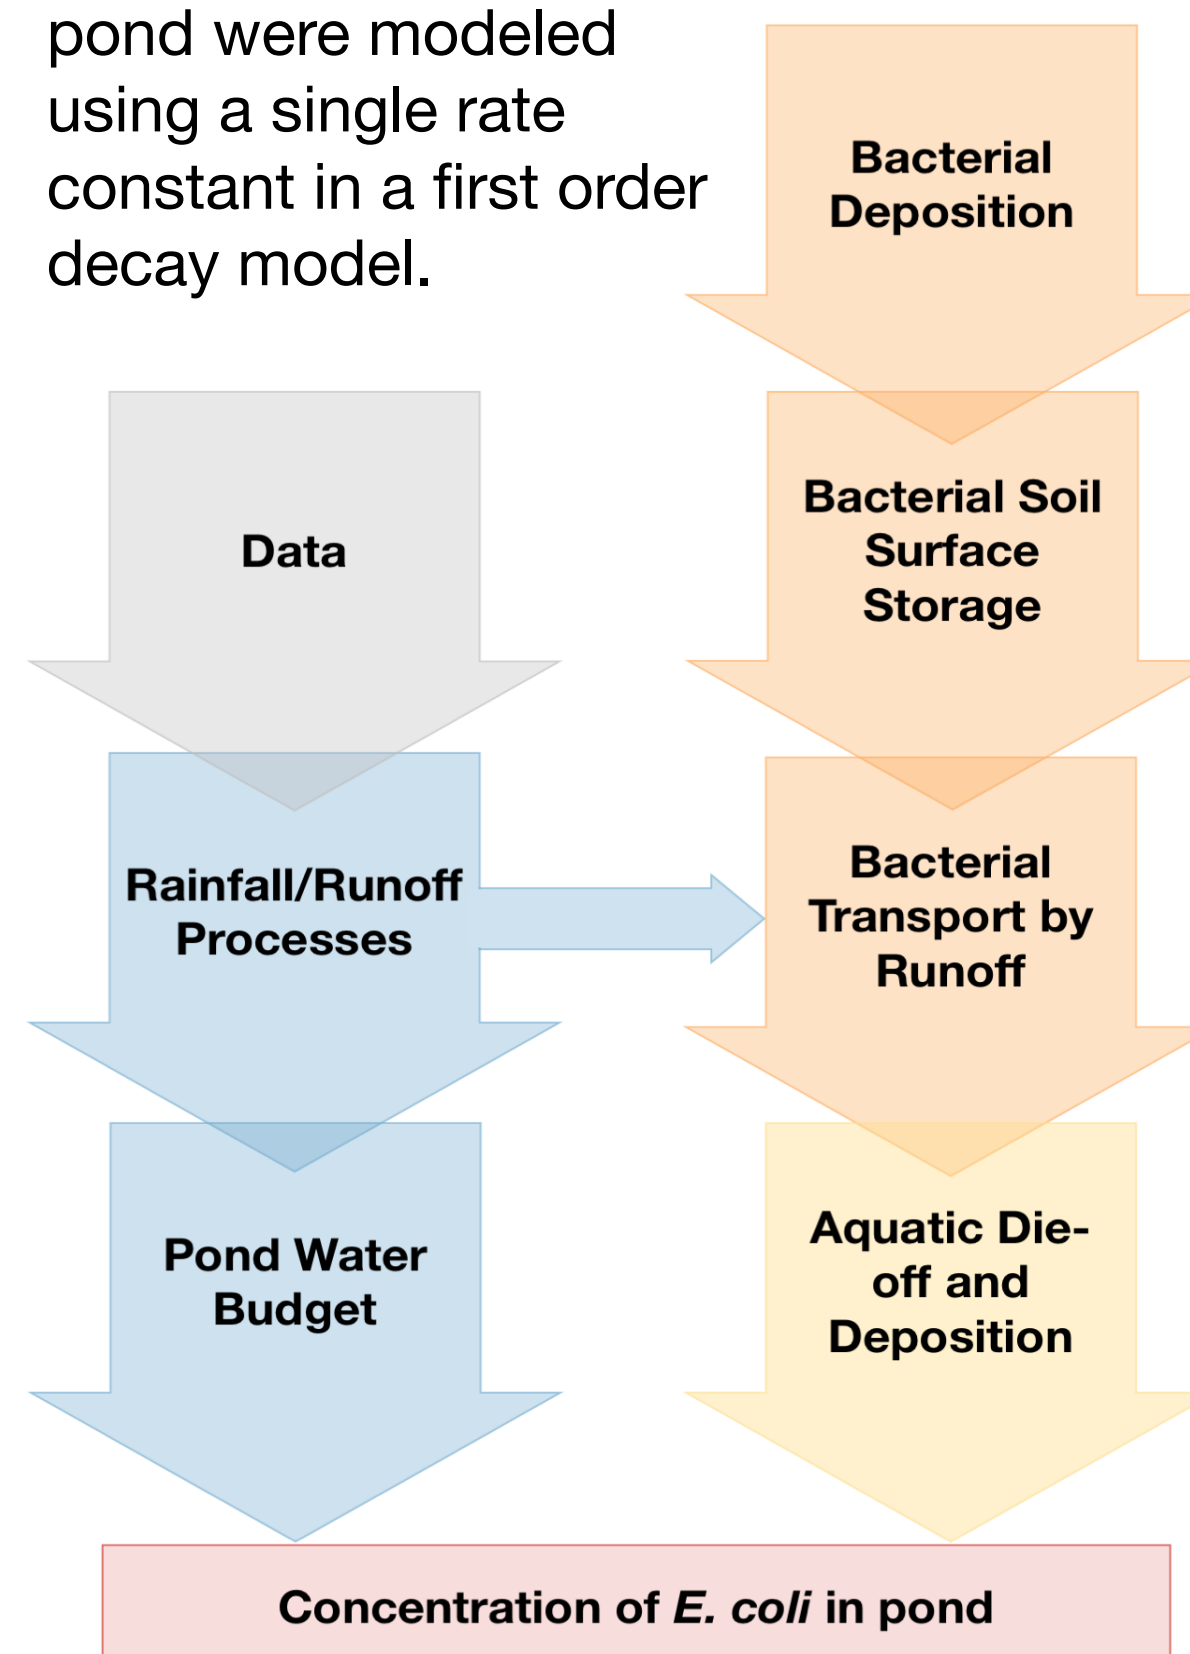 pond were modeled
using a single rate
constant in a first order
decay model.
Bacterial
Deposition
Data
Bacterial Soil
Surface
Storage
Rainfall/Runoff
Processes
Bacterial
Transport by
Runoff
Pond Water
Budget
Aquatic Die-
off and
Deposition
Concentration of E. coli in pond